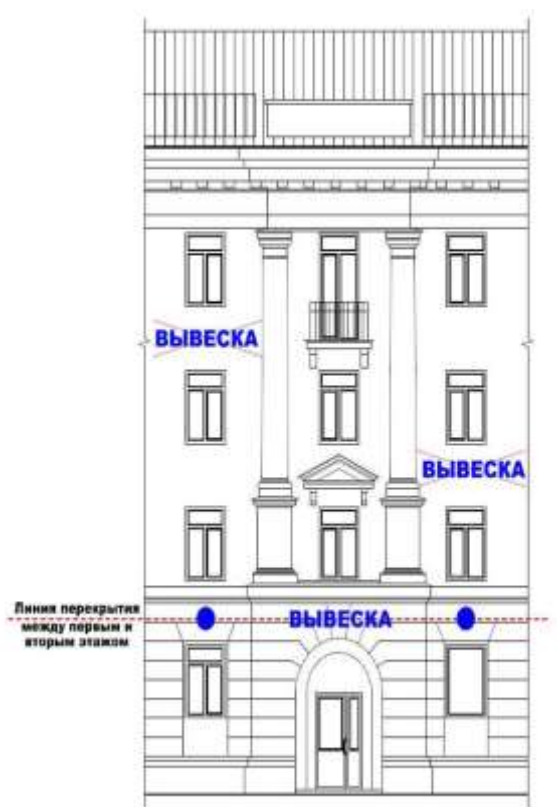 ВЫВЕСКА
ВЫВЕСКА
Линия перекрытия
между первым и
вторым этажом
ВЫВЕСКА